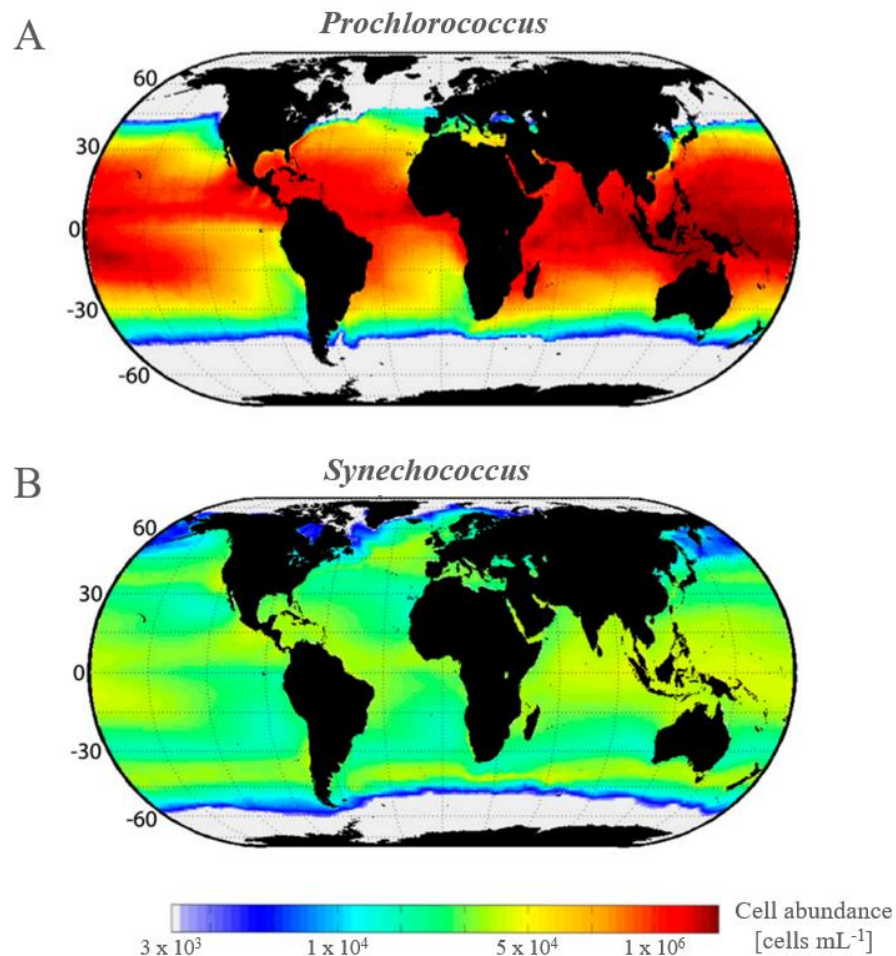 A
Prochlorococcus
60
30
0
-30
-60
B
Synechococcus
60
30
0
-30
-60
3 x 10³ 1 x 10⁴ 5 x 10⁴ 1 x 10⁶
Cell abundance
[cells mL⁻¹]